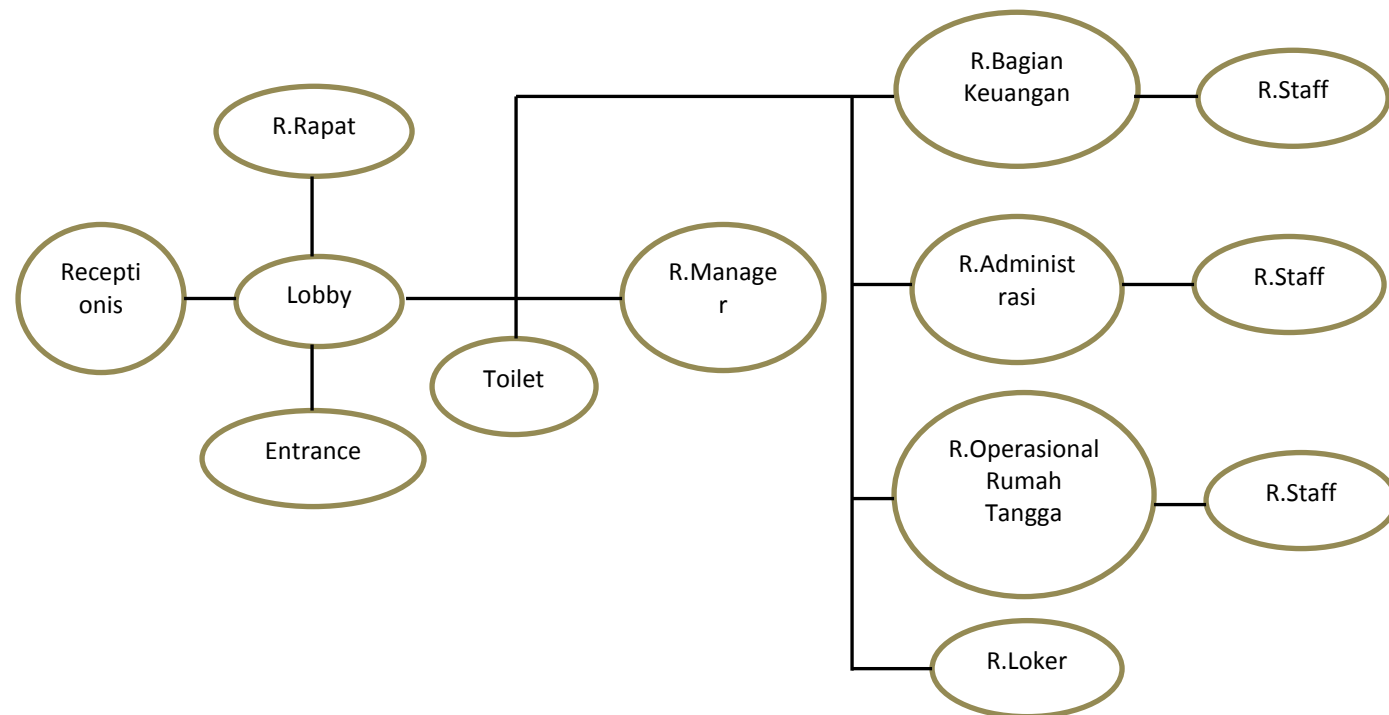 R.Bagian
Keuangan
R.Staff
R.Rapat
Recepti
onis
Lobby
R.Manage
r
R.Administ
rasi
R.Staff
Toilet
Entrance
R.Operasional
Rumah
Tangga
R.Staff
R.Loker